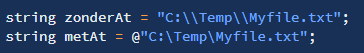 string zonderAt = "C:\\Temp\\Myfile.txt";
string metAt = @"C:\Temp\Myfile.txt";